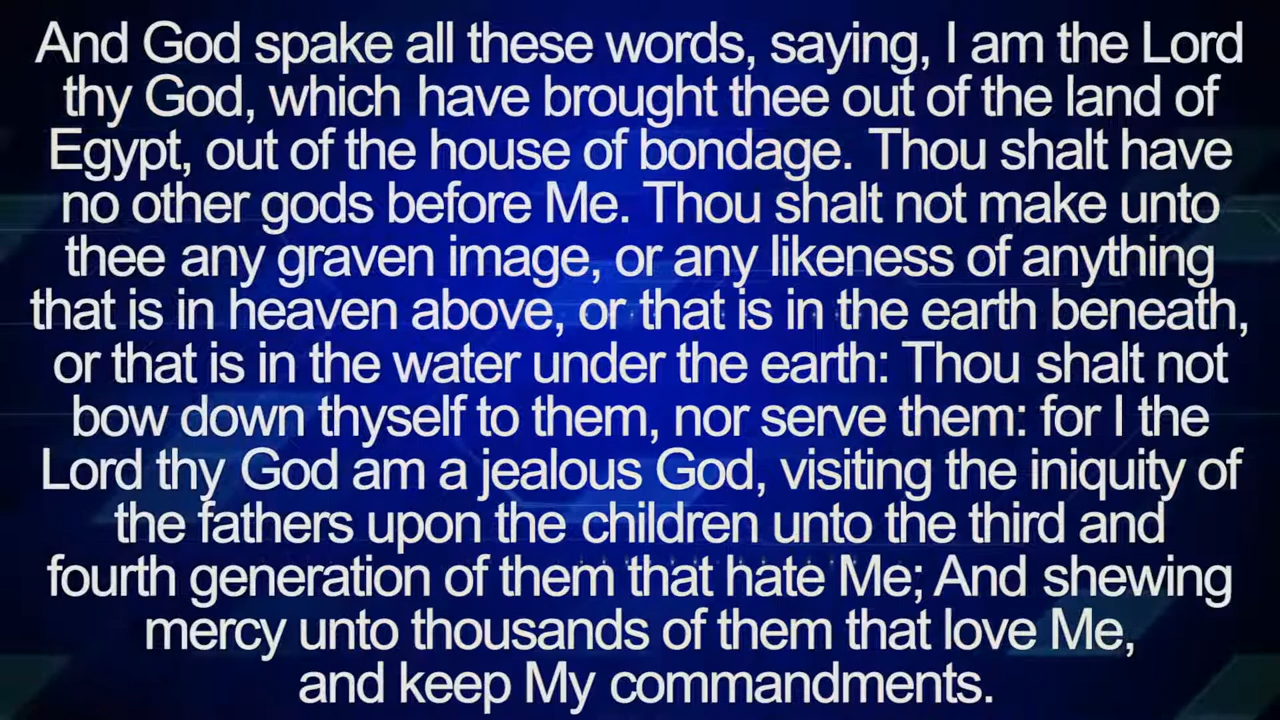 And God spake all these words, saying, I am the Lord
thy God, which have brought thee out of the land of
Egypt, out of the house of bondage. Thou shalt have
no other gods before Me. Thou shalt not make unto
thee any graven image, or any likeness of anything
that is in heaven above, or that is in the earth beneath,
or that is in the water under the earth: Thou shalt not
bow down thyself to them, nor serve them: for I the
Lord thy God am a jealous God, visiting the iniquity of
the fathers upon the children unto the third and
fourth generation of them that hate Me; And shewing
mercy unto thousands of them that love Me,
and keep My commandments.